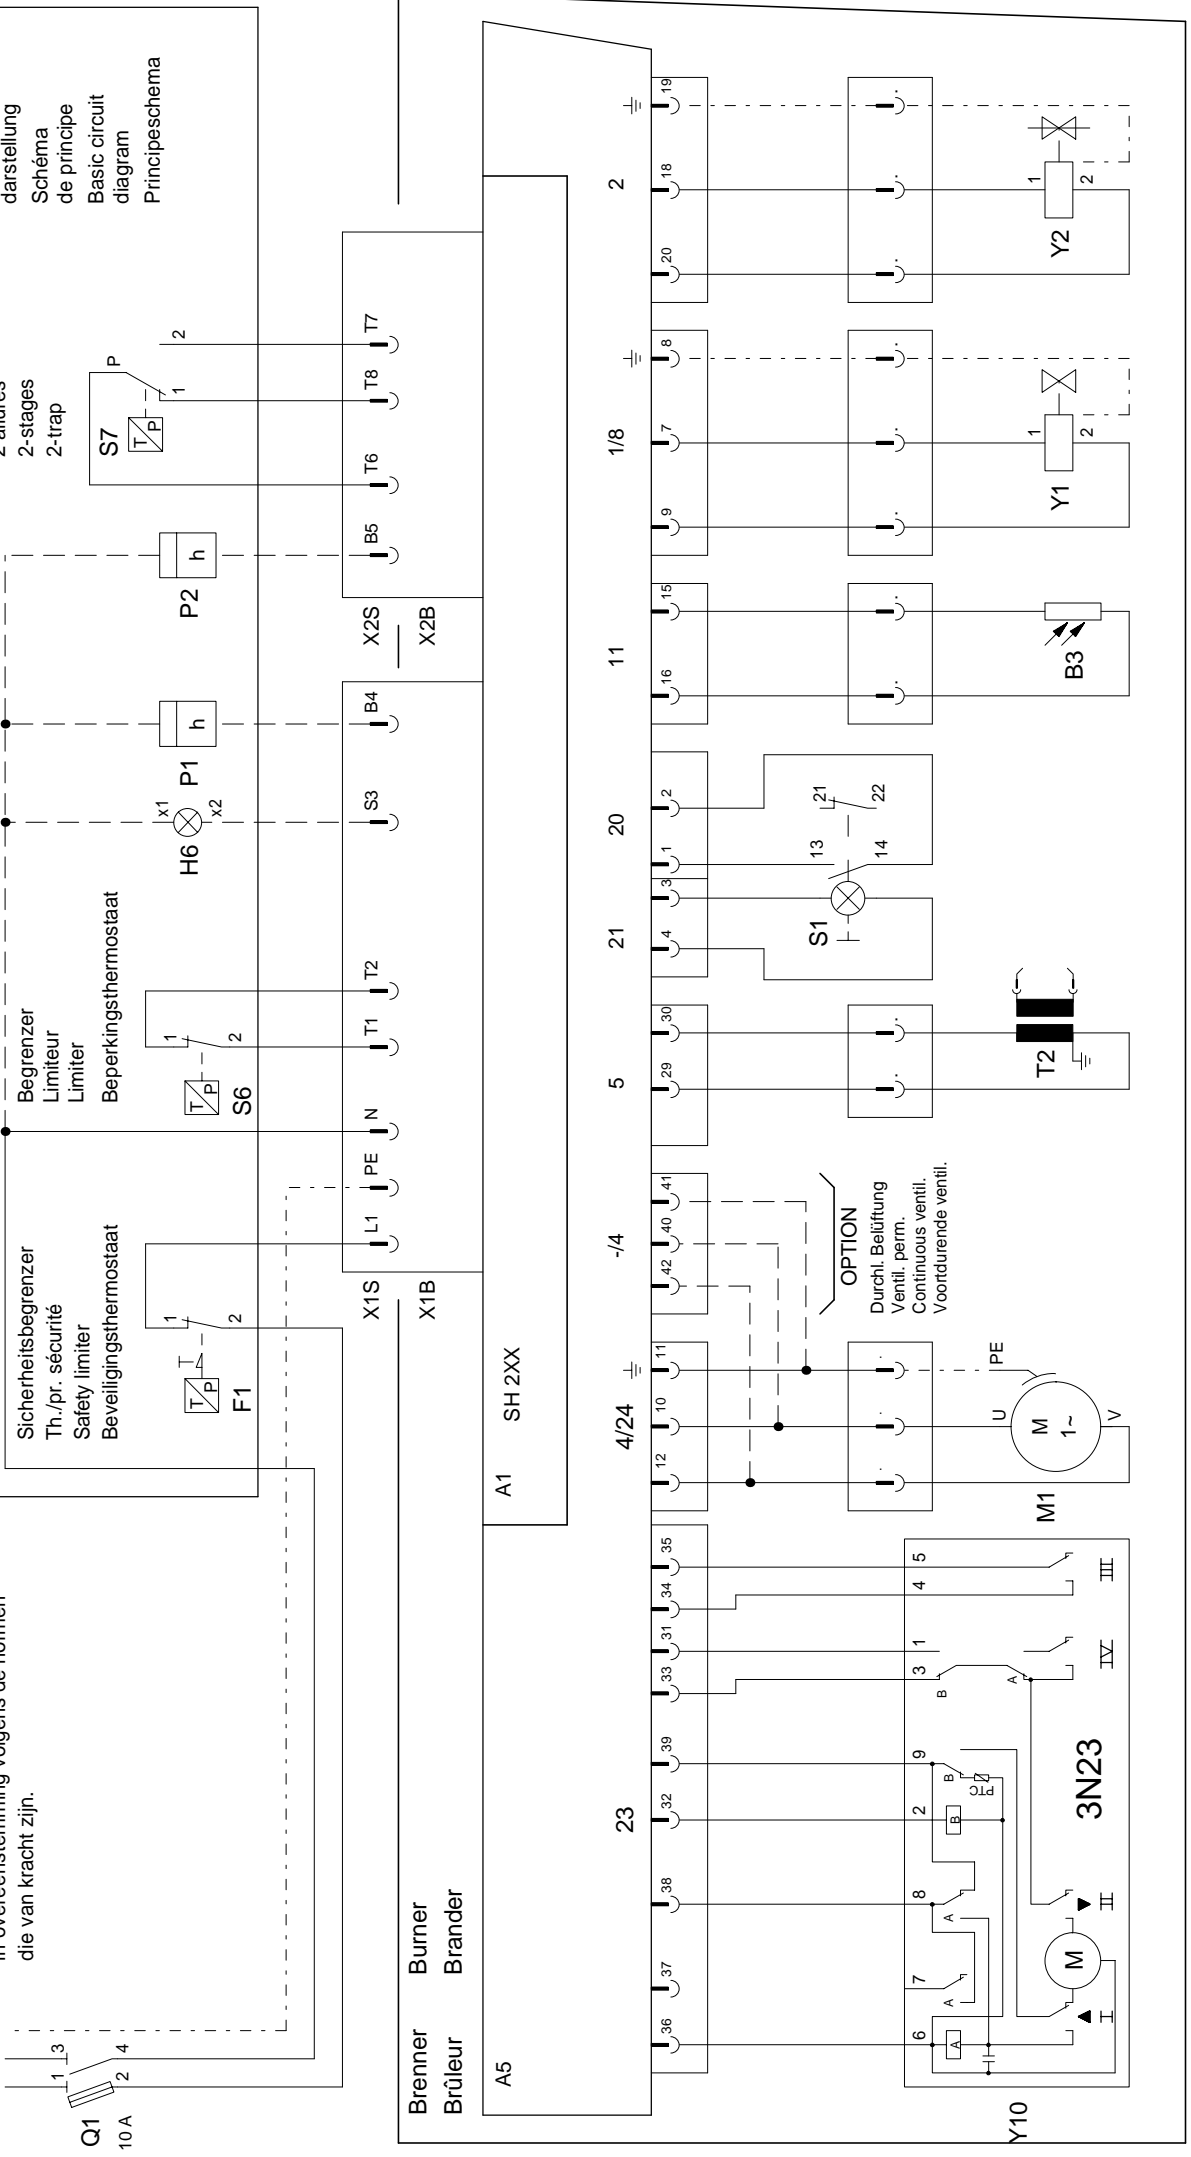 darstellung
Schéma
de principe
Basic circuit
diagram
Principeschema
2-stages
2-trap
S7
T/P
P
1
2
P2
h
P1
h
H6
x1
x2
Begrenzer
Limiteur
Limiter
Beperkingsthermostaat
S6
T/P
1
2
Sicherheitsbegrenzer
Th./pr. sécurité
Safety limiter
Beveiligingsthermostaat
F1
T/P
1
2
die van kracht zijn.
Q1
10 A
1
2
3
4
X1S
X1B
L1
PE
N
T1
T2
S3
B4
X2S
X2B
B5
T6
T8
T7
Brenner
Burner
Brûleur
Brander
A5
A1
SH 2XX
23
4/24
-/4
5
21
20
11
1/8
2
36
37
38
32
39
33
31
34
35
12
10
11
42
40
41
29
30
4
3
1
2
16
15
9
7
8
20
18
19
OPTION
Durchl. Belüftung
Ventil. perm.
Continuous ventil.
Voortdurende ventil.
Y10
6
7
8
2
9
3
1
4
5
A
A
A
B
B
PTC
B
A
M
I
II
IV
III
3N23
M1
M
1~
U
V
PE
T2
S1
13
14
21
22
B3
Y1
1
2
Y2
1
2